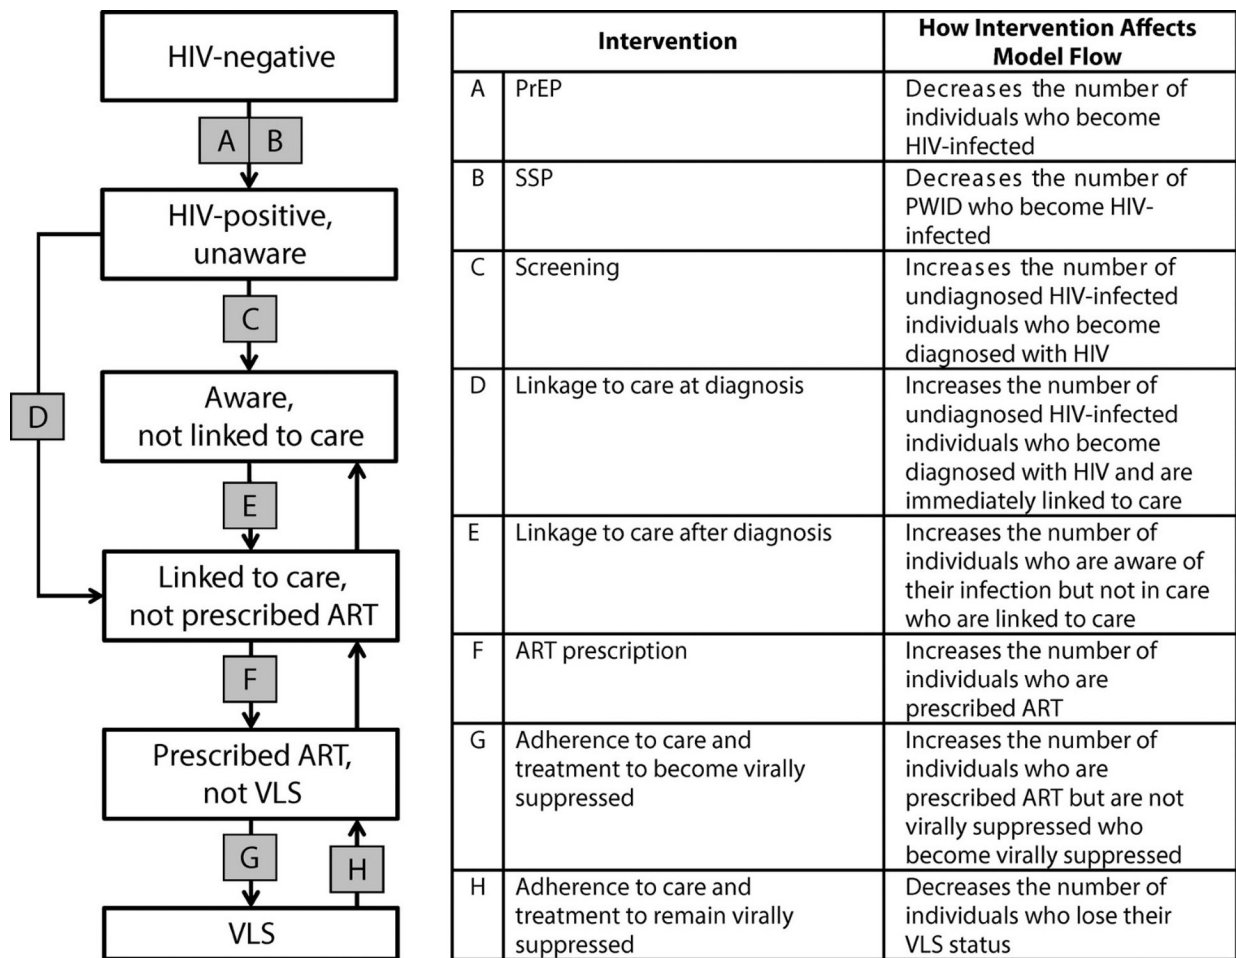 HIV-negative
A B
HIV-positive,
unaware
C
D
Aware,
not linked to care
E
Linked to care,
not prescribed ART
F
Prescribed ART,
not VLS
G
H
VLS
Intervention
How Intervention Affects
Model Flow
A PrEP
Decreases the number of
individuals who become
HIV-infected
B SSP
Decreases the number of
PWID who become HIV-
infected
C Screening
Increases the number of
undiagnosed HIV-infected
individuals who become
diagnosed with HIV
D Linkage to care at diagnosis
Increases the number of
undiagnosed HIV-infected
individuals who become
diagnosed with HIV and are
immediately linked to care
E Linkage to care after diagnosis
Increases the number of
individuals who are aware of
their infection but not in care
who are linked to care
F ART prescription
Increases the number of
individuals who are
prescribed ART
G Adherence to care and
treatment to become virally
suppressed
Increases the number of
individuals who are
prescribed ART but are not
virally suppressed who
become virally suppressed
H Adherence to care and
treatment to remain virally
suppressed
Decreases the number of
individuals who lose their
VLS status